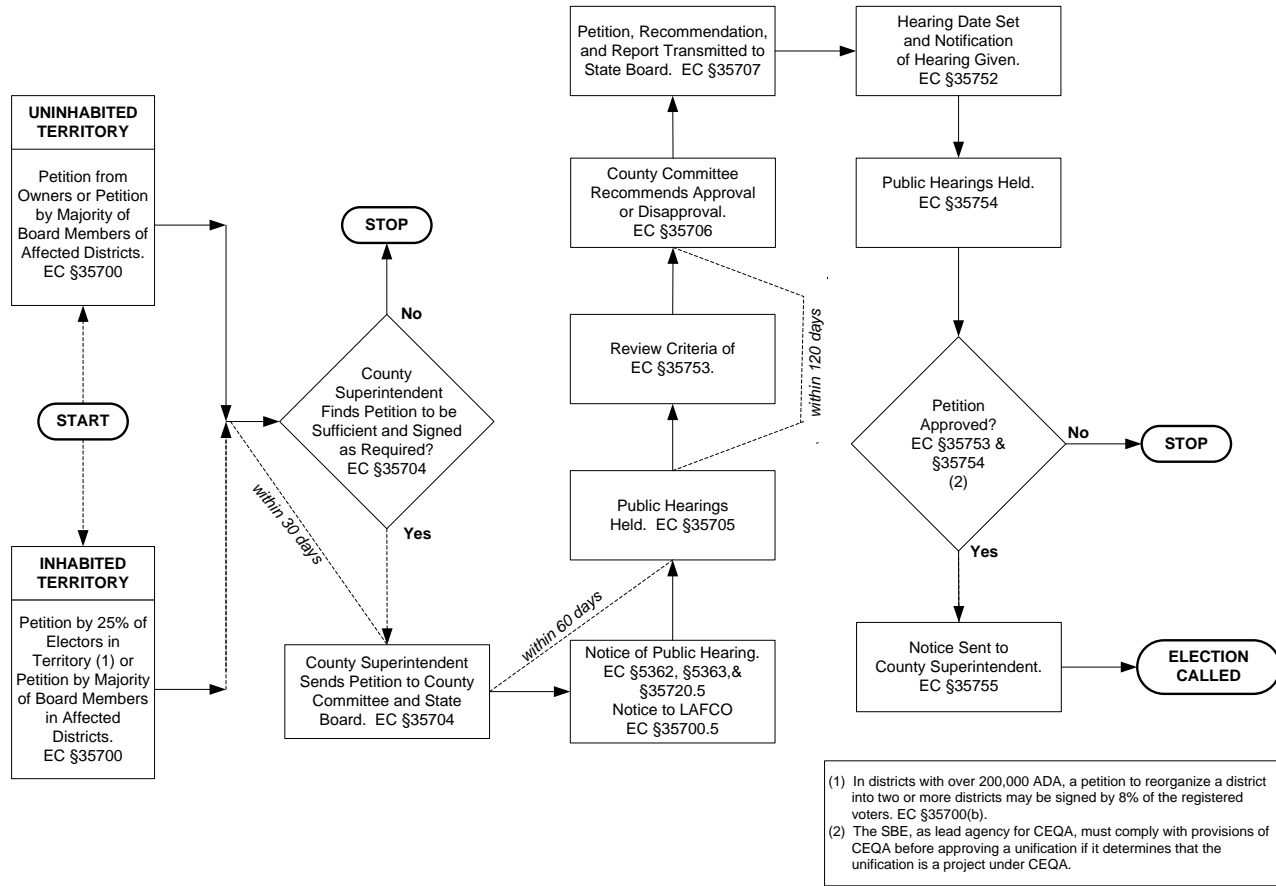 UNINHABITED
TERRITORY
Petition from
Owners or Petition
by Majority of
Board Members of
Affected Districts.
EC §35700
START
INHABITED
TERRITORY
Petition by 25% of
Electors in
Territory (1) or
Petition by Majority
of Board Members
in Affected
Districts.
EC §35700
STOP
No
County
Superintendent
Finds Petition to be
Sufficient and Signed
as Required?
EC §35704
Yes
within 30 days
County Superintendent
Sends Petition to County
Committee and State
Board. EC §35704
within 60 days
Notice of Public Hearing.
EC §5362, §5363,&
§35720.5
Notice to LAFCO
EC §35700.5
Public Hearings
Held. EC §35705
within 120 days
Review Criteria of
EC §35753.
County Committee
Recommends Approval
or Disapproval.
EC §35706
Petition, Recommendation,
and Report Transmitted to
State Board. EC §35707
Hearing Date Set
and Notification
of Hearing Given.
EC §35752
Public Hearings Held.
EC §35754
Petition
Approved?
EC §35753 &
§35754
(2)
No
STOP
Yes
Notice Sent to
County Superintendent.
EC §35755
ELECTION
CALLED
(1) In districts with over 200,000 ADA, a petition to reorganize a district
into two or more districts may be signed by 8% of the registered
voters. EC §35700(b).
(2) The SBE, as lead agency for CEQA, must comply with provisions of
CEQA before approving a unification if it determines that the
unification is a project under CEQA.